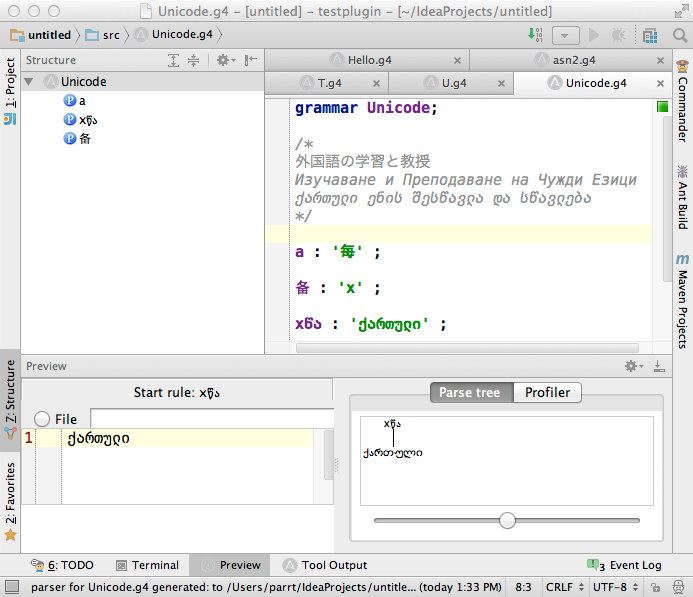 Unicode.g4 – [untitled] – testplugin – [~/IdeaProjects/untitled]
untitled src Unicode.g4
1: Project
Structure
Unicode
a
xწა
备
Hello.g4 asn2.g4
T.g4 U.g4 Unicode.g4
grammar Unicode;
/*
外国語の学習と教授
Изучаване и Преподаване на Чужди Езици
ქართული ენის შესწავლა და სწავლება
*/
a : '每' ;
备 : 'x' ;
xწა : 'ქართული' ;
Commander
Ant Build
Maven Projects
Z: Structure
2: Favorites
Preview
Start rule: xწა
File
1 ქართული
Parse tree Profiler
xწა
ქართული
6: TODO Terminal Preview Tool Output 3 Event Log
parser for Unicode.g4 generated: to /Users/parrt/IdeaProjects/untitle... (today 1:33 PM) 8:3 CRLF UTF-8